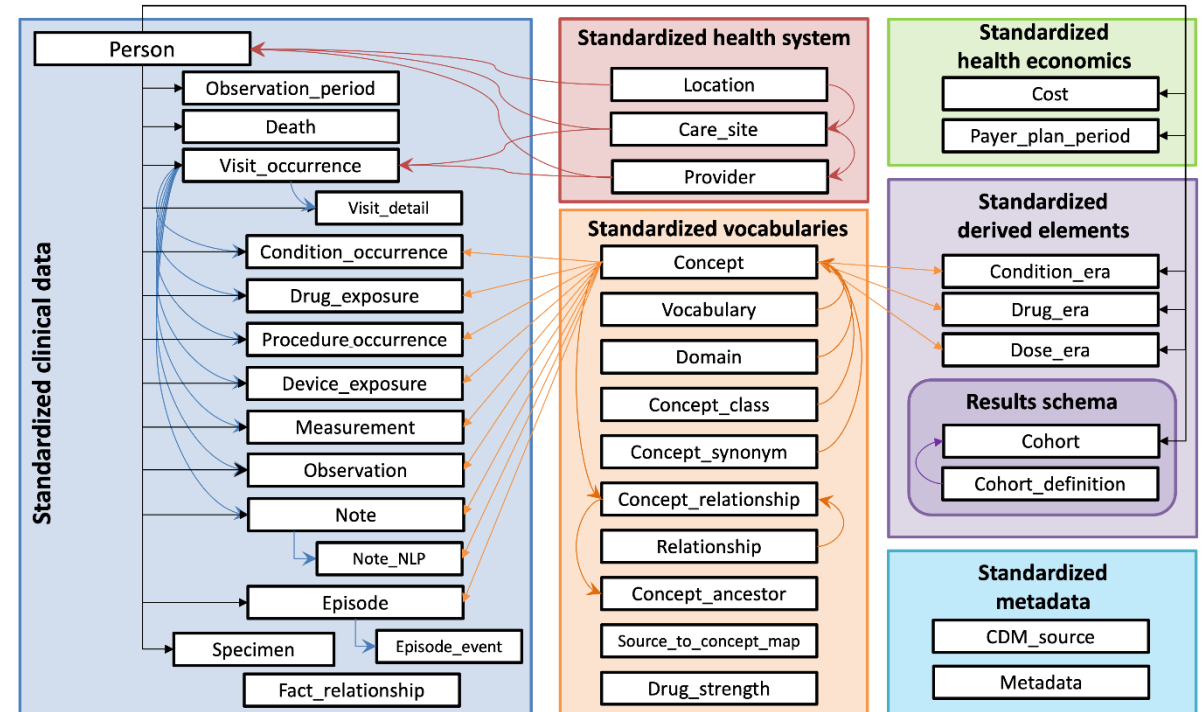 Standardized clinical data
Person
Observation_period
Death
Visit_occurrence
Visit_detail
Condition_occurrence
Drug_exposure
Procedure_occurrence
Device_exposure
Measurement
Observation
Note
Note_NLP
Episode
Episode_event
Specimen
Fact_relationship
Standardized health system
Location
Care_site
Provider
Standardized vocabularies
Concept
Vocabulary
Domain
Concept_class
Concept_synonym
Concept_relationship
Relationship
Concept_ancestor
Source_to_concept_map
Drug_strength
Standardized
health economics
Cost
Payer_plan_period
Standardized
derived elements
Condition_era
Drug_era
Dose_era
Results schema
Cohort
Cohort_definition
Standardized
metadata
CDM_source
Metadata